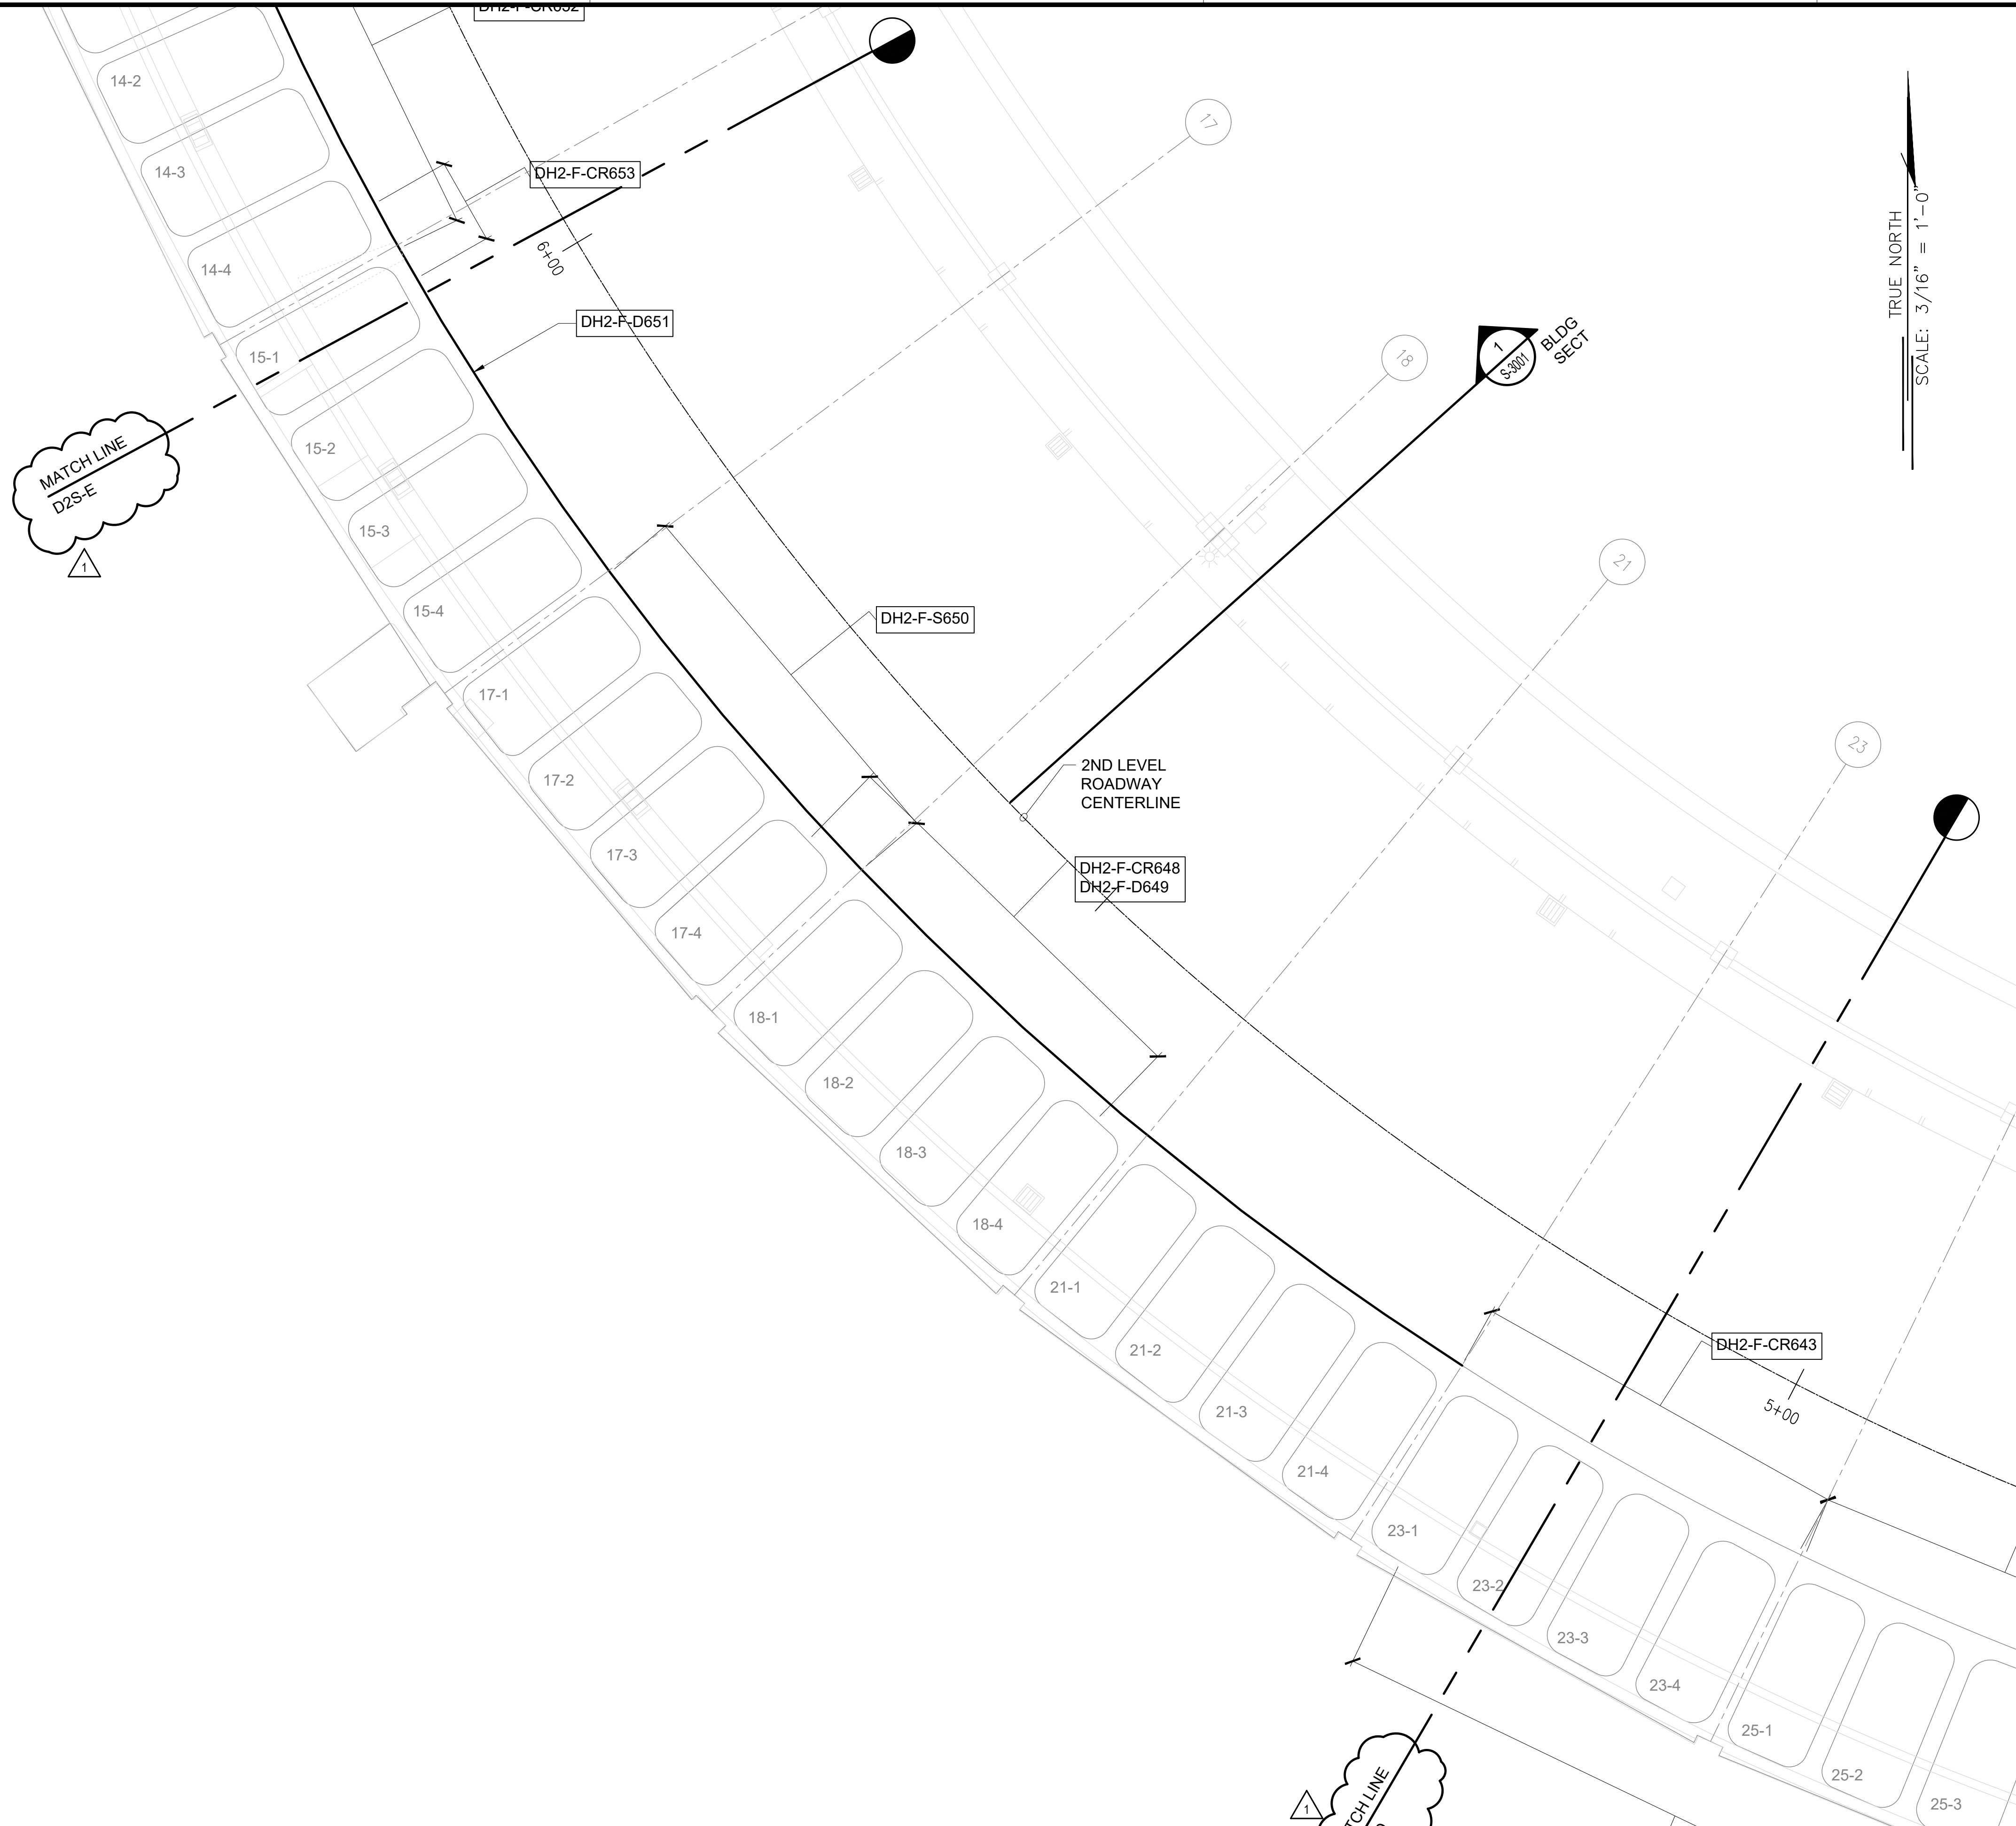 DH2-F-CR652
14-2
14-3
14-4
DH2-F-CR653
6+00
17
TRUE NORTH
SCALE: 3/16" = 1'-0"
DH2-F-D651
15-1
15-2
15-3
15-4
MATCH LINE
D2S-E
1
18
1
S-3001
BLDG
SECT
21
DH2-F-S650
17-1
17-2
17-3
17-4
2ND LEVEL
ROADWAY
CENTERLINE
23
DH2-F-CR648
DH2-F-D649
18-1
18-2
18-3
18-4
21-1
21-2
21-3
21-4
DH2-F-CR643
5+00
23-1
23-2
23-3
23-4
25-1
25-2
25-3
1
TCH LINE